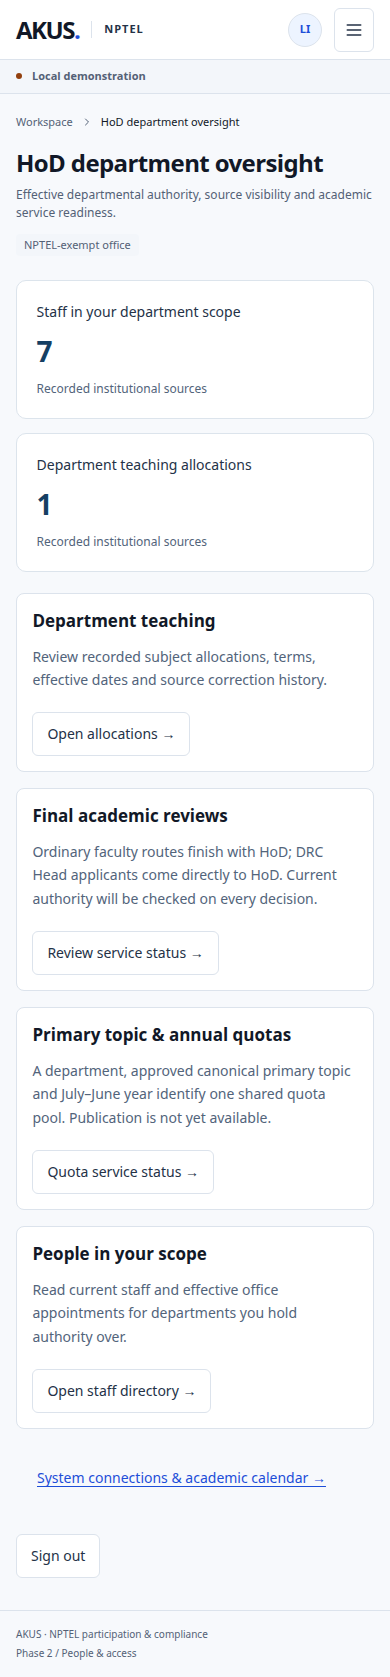 AKUS. NPTEL LI
Local demonstration
Workspace > HoD department oversight
HoD department oversight
Effective departmental authority, source visibility and academic
service readiness.
NPTEL-exempt office
Staff in your department scope
7
Recorded institutional sources
Department teaching allocations
1
Recorded institutional sources
Department teaching
Review recorded subject allocations, terms,
effective dates and source correction history.
Open allocations →
Final academic reviews
Ordinary faculty routes finish with HoD; DRC
Head applicants come directly to HoD. Current
authority will be checked on every decision.
Review service status →
Primary topic & annual quotas
A department, approved canonical primary topic
and July–June year identify one shared quota
pool. Publication is not yet available.
Quota service status →
People in your scope
Read current staff and effective office
appointments for departments you hold
authority over.
Open staff directory →
System connections & academic calendar →
Sign out
AKUS · NPTEL participation & compliance
Phase 2 / People & access